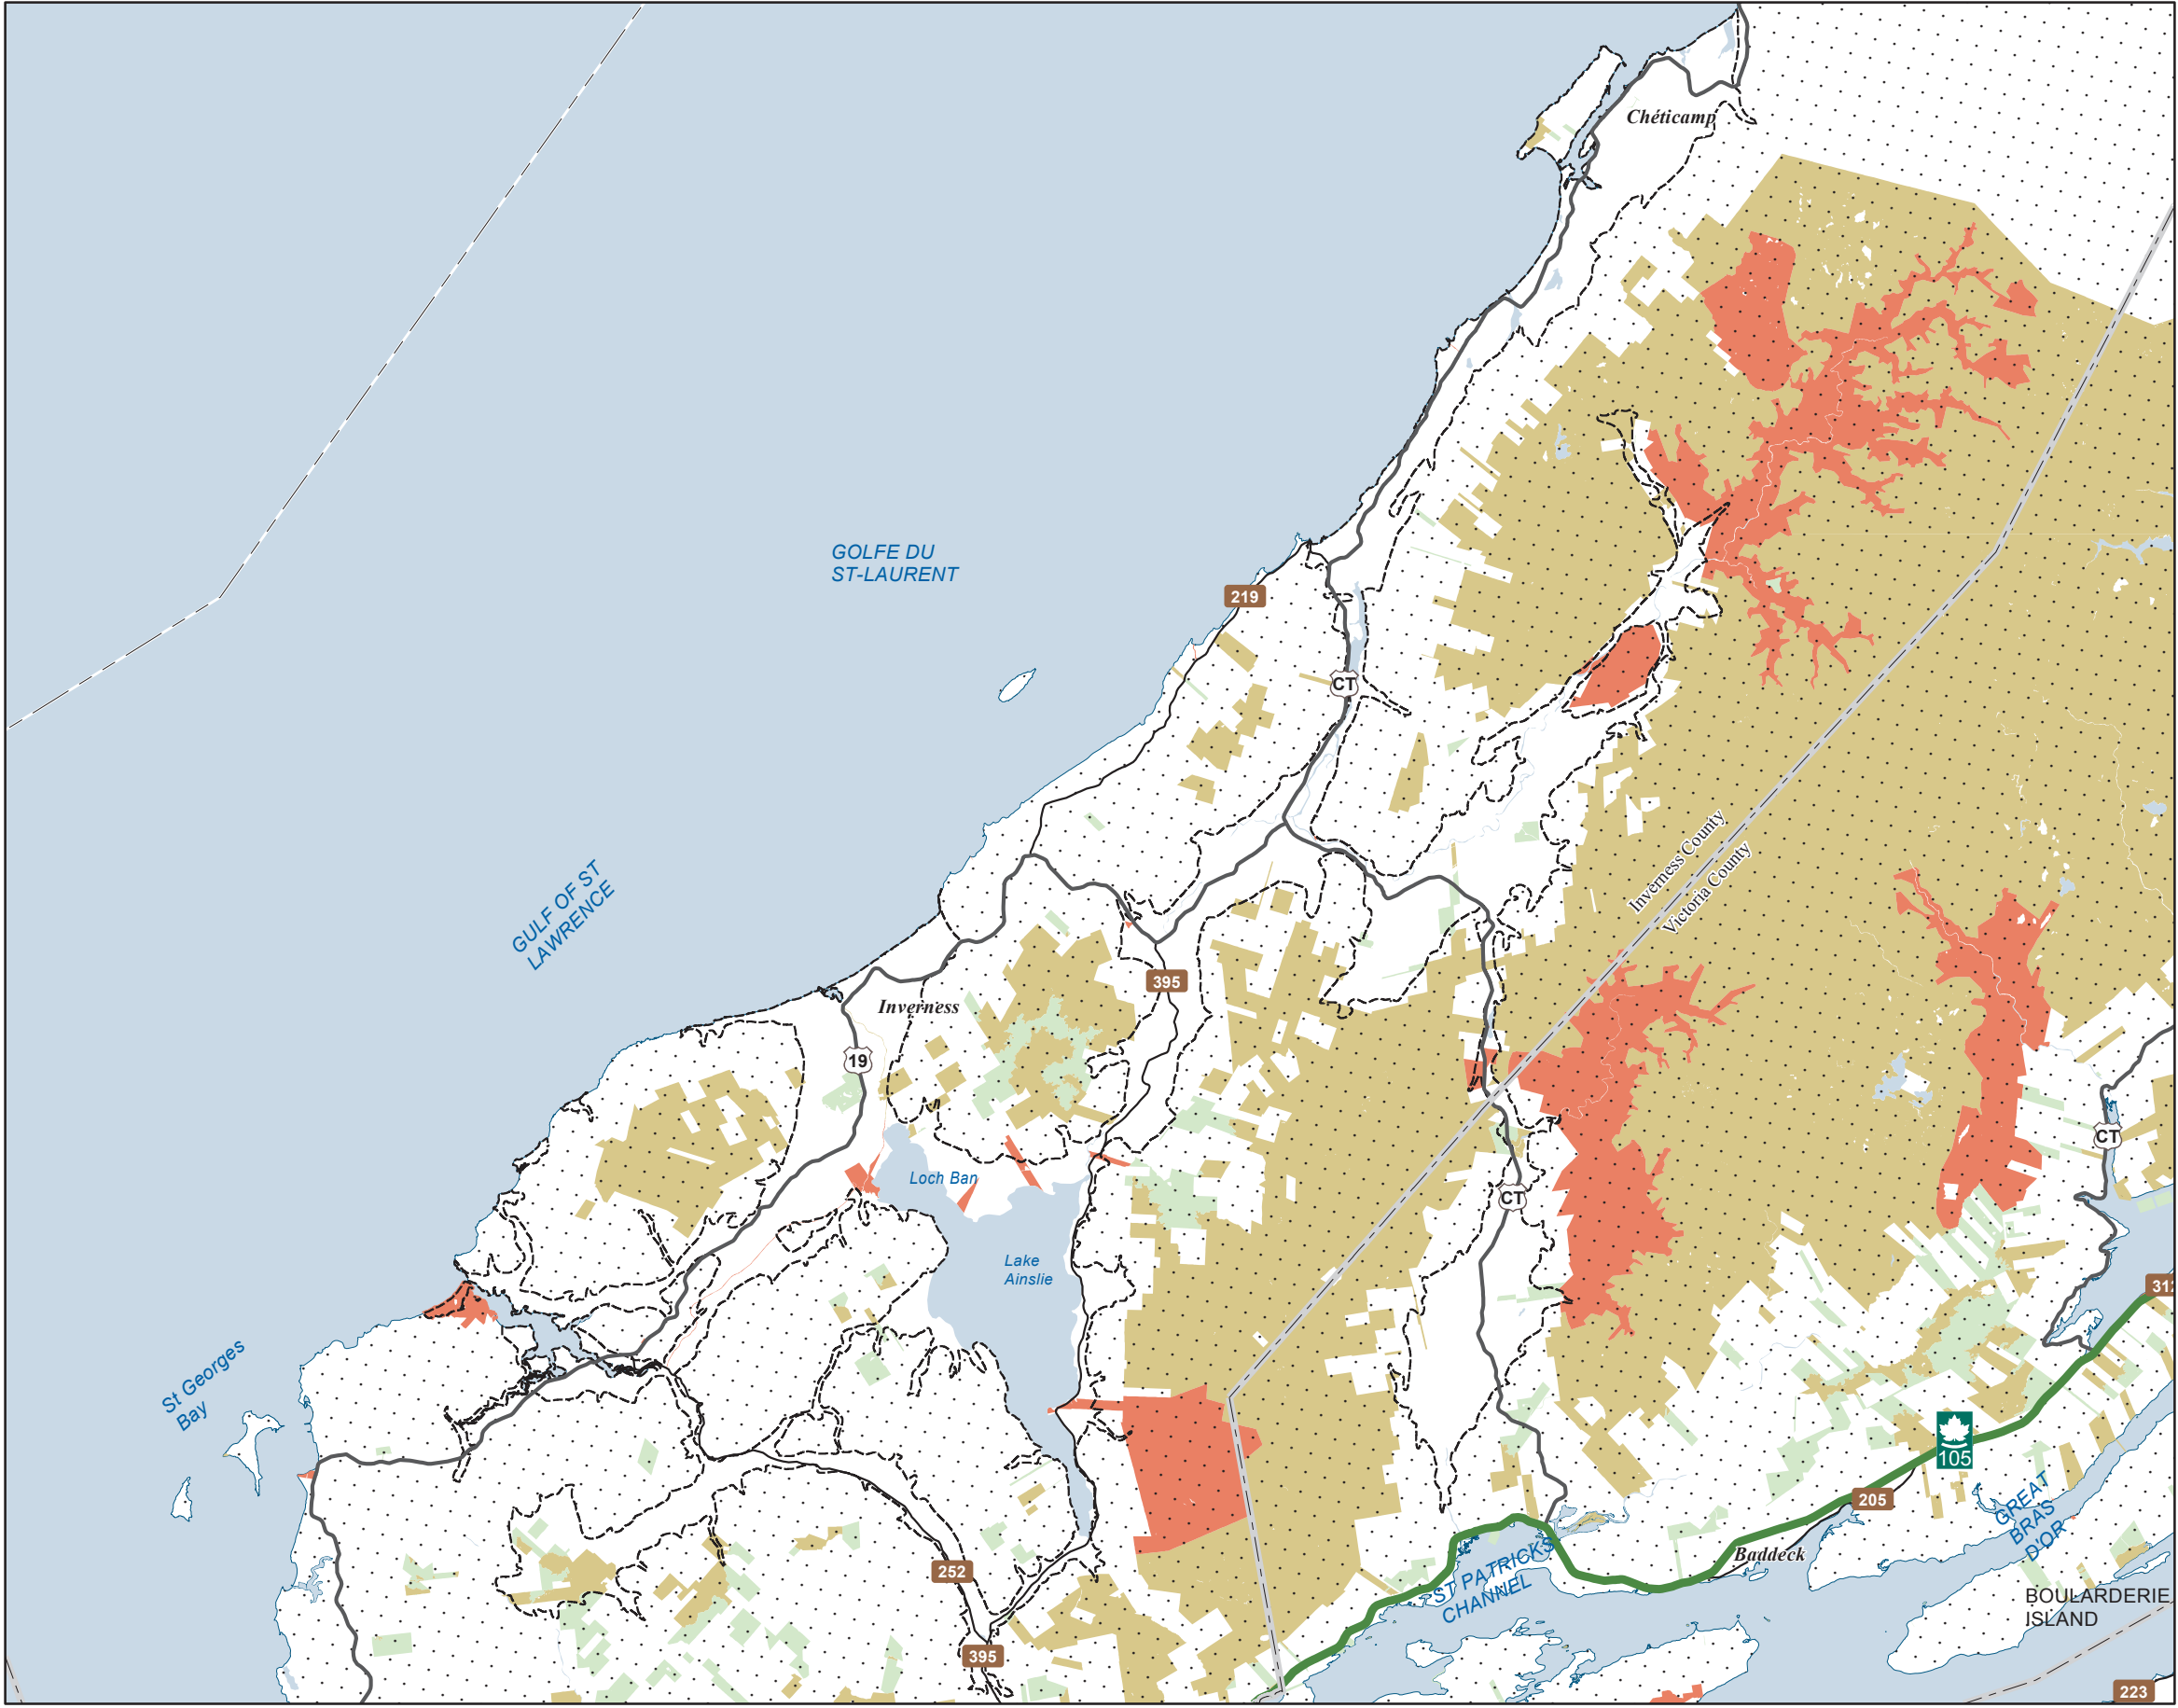 Chéticamp
GOLFE DU
ST-LAURENT
219
CT
Inverness County
Victoria County
GULF OF ST
LAWRENCE
395
Inverness
19
CT
Loch Ban
CT
Lake
Ainslie
312
St Georges
Bay
105
205
GREAT
BRAS
D'OR
Baddeck
252
ST PATRICKS
CHANNEL
BOULARDERIE
ISLAND
395
223